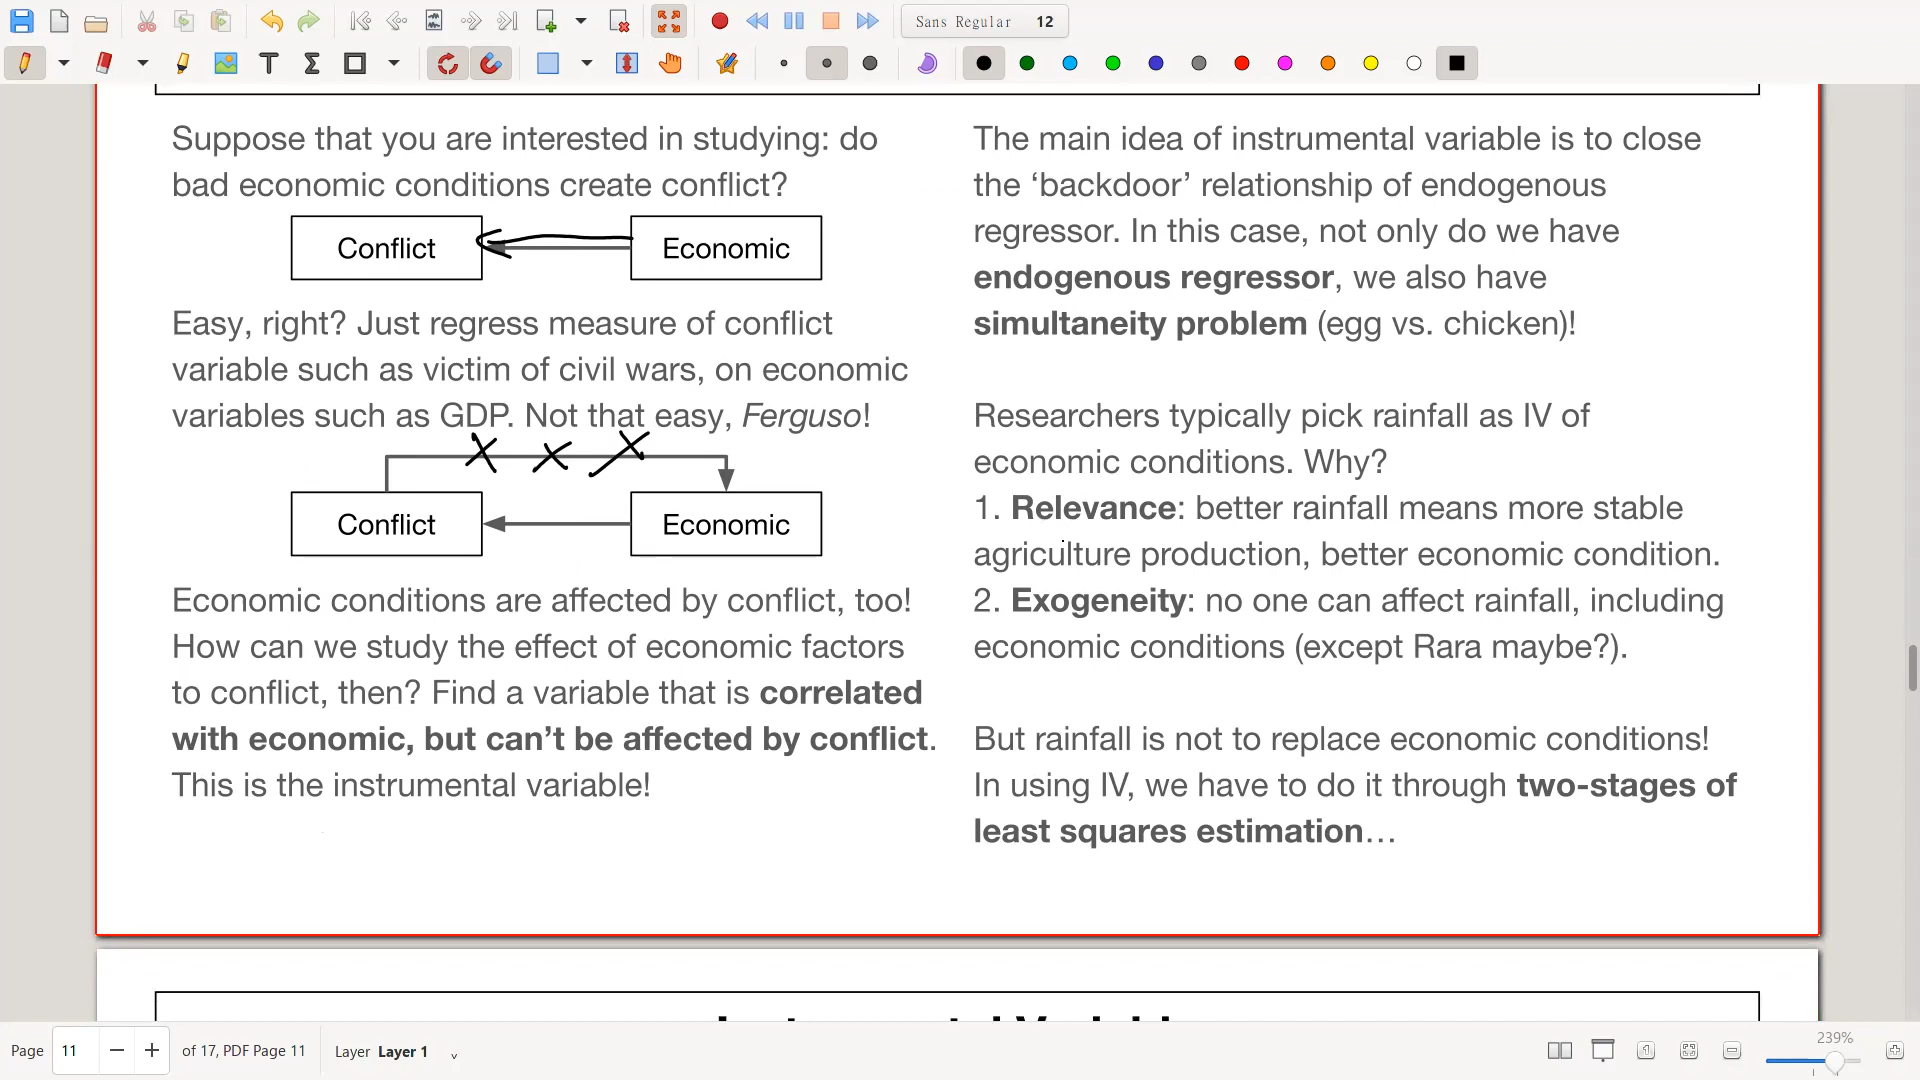 Sans Regular 12
Suppose that you are interested in studying: do
bad economic conditions create conflict?
Conflict
Economic
Easy, right? Just regress measure of conflict
variable such as victim of civil wars, on economic
variables such as GDP. Not that easy, Ferguso!
Conflict
Economic
Economic conditions are affected by conflict, too!
How can we study the effect of economic factors
to conflict, then? Find a variable that is correlated
with economic, but can’t be affected by conflict.
This is the instrumental variable!
The main idea of instrumental variable is to close
the ‘backdoor’ relationship of endogenous
regressor. In this case, not only do we have
endogenous regressor, we also have
simultaneity problem (egg vs. chicken)!
Researchers typically pick rainfall as IV of
economic conditions. Why?
1. Relevance: better rainfall means more stable
agriculture production, better economic condition.
2. Exogeneity: no one can affect rainfall, including
economic conditions (except Rara maybe?).
But rainfall is not to replace economic conditions!
In using IV, we have to do it through two-stages of
least squares estimation…
Page 11 of 17, PDF Page 11 Layer Layer 1
239%